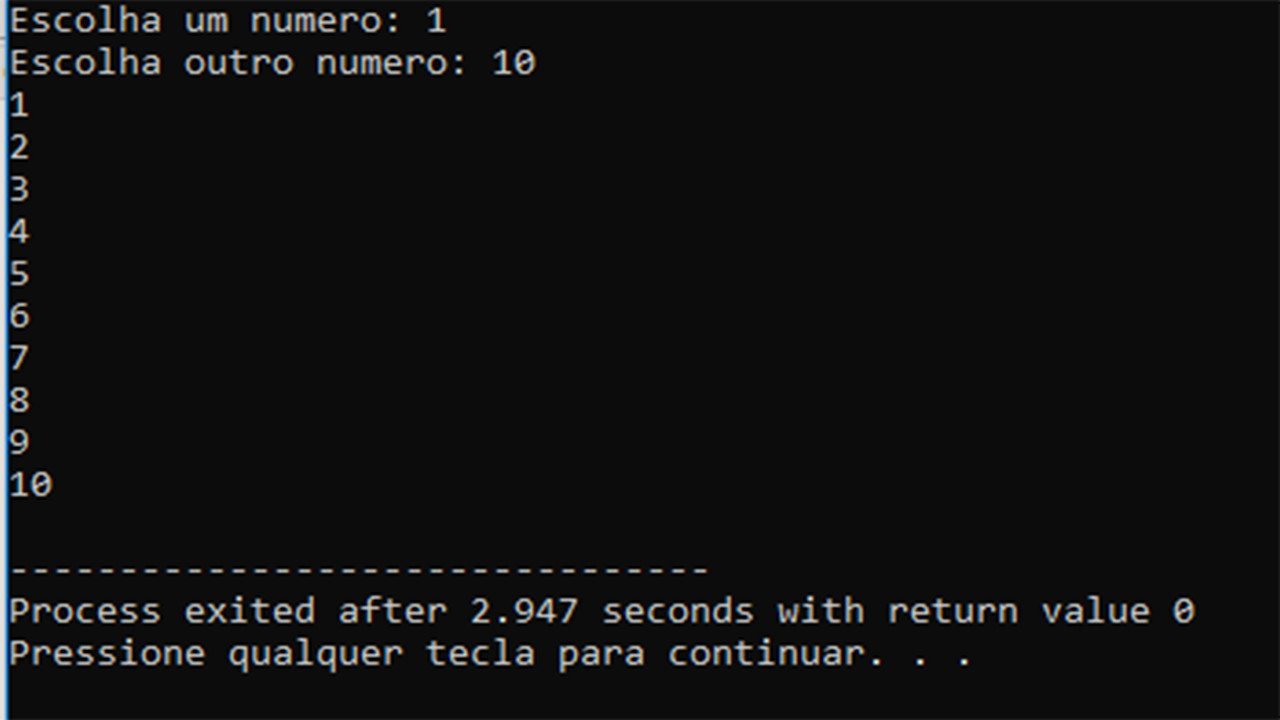 Escolha um numero: 1
Escolha outro numero: 10
1
2
3
4
5
6
7
8
9
10
--------------------------------
Process exited after 2.947 seconds with return value 0
Pressione qualquer tecla para continuar. . .